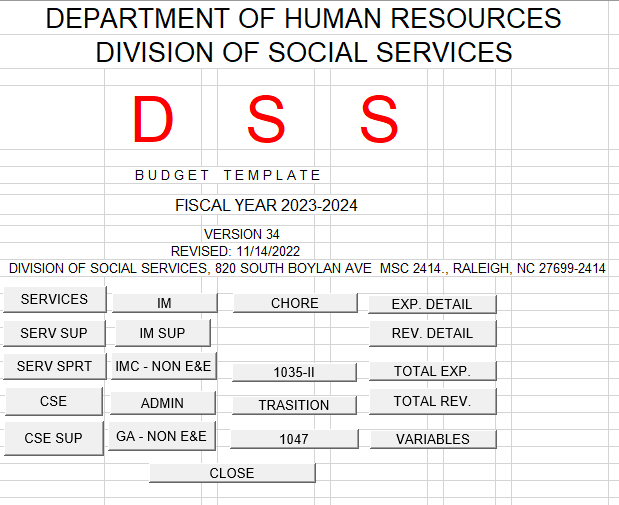 DEPARTMENT OF HUMAN RESOURCES
DIVISION OF SOCIAL SERVICES
D S S
BUDGET TEMPLATE
FISCAL YEAR 2023-2024
VERSION 34
REVISED: 11/14/2022
DIVISION OF SOCIAL SERVICES, 820 SOUTH BOYLAN AVE MSC 2414., RALEIGH, NC 27699-2414
SERVICES IM CHORE EXP. DETAIL
SERV SUP IM SUP REV. DETAIL
SERV SPRT IMC - NON E&E 1035-II TOTAL EXP.
CSE ADMIN TRASITION TOTAL REV.
CSE SUP GA - NON E&E 1047 VARIABLES
CLOSE